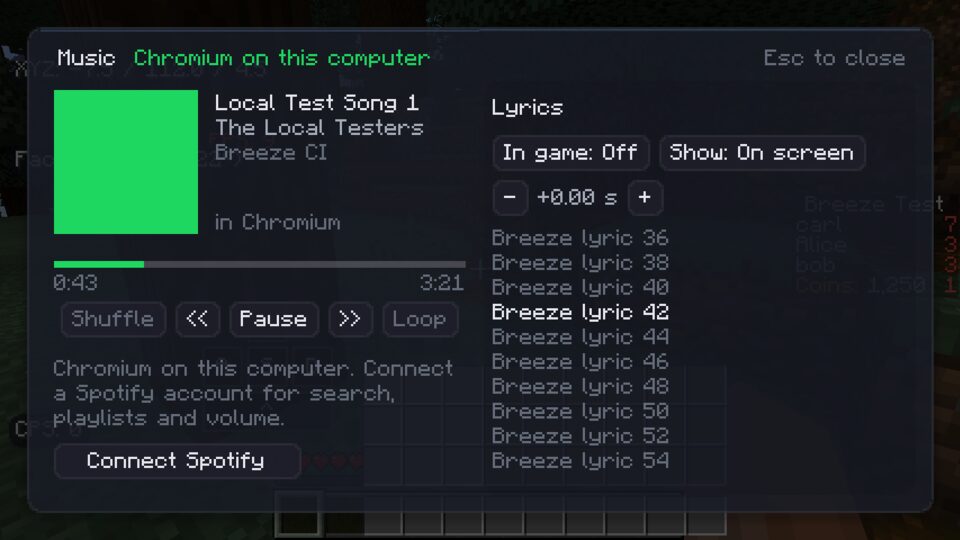 Music Chromium on this computer
Esc to close
Local Test Song 1
The Local Testers
Breeze CI
in Chromium
0:43
3:21
Shuffle
<<
Pause
>>
Loop
Chromium on this computer. Connect
a Spotify account for search,
playlists and volume.
Connect Spotify
Lyrics
In game: Off
Show: On screen
- +0.00 s +
Breeze lyric 36
Breeze lyric 38
Breeze lyric 40
Breeze lyric 42
Breeze lyric 44
Breeze lyric 46
Breeze lyric 48
Breeze lyric 50
Breeze lyric 52
Breeze lyric 54
Breeze Test
carl 7
Alice 3
bob 3
Coins: 1,250 1